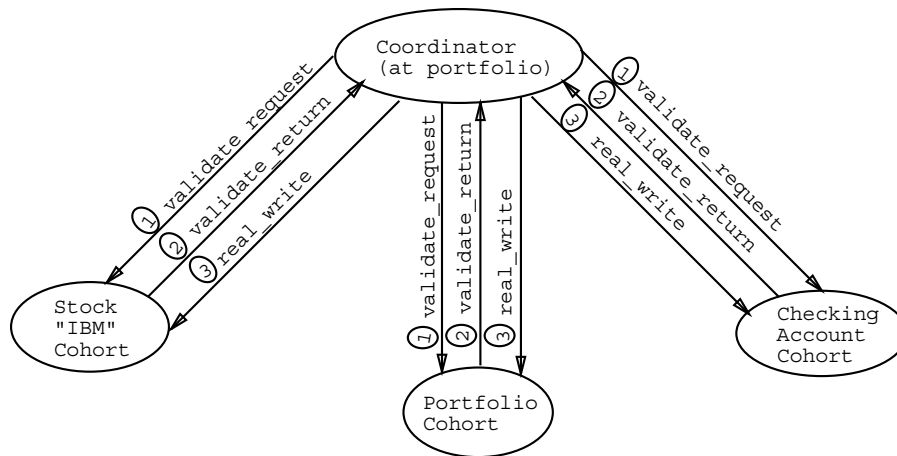 Coordinator
(at portfolio)
1 validate_request
2 validate_return
3 real_write
1 validate_request
2 validate_return
3 real_write
1 validate_request
2 validate_return
3 real_write
Stock
"IBM"
Cohort
Portfolio
Cohort
Checking
Account
Cohort